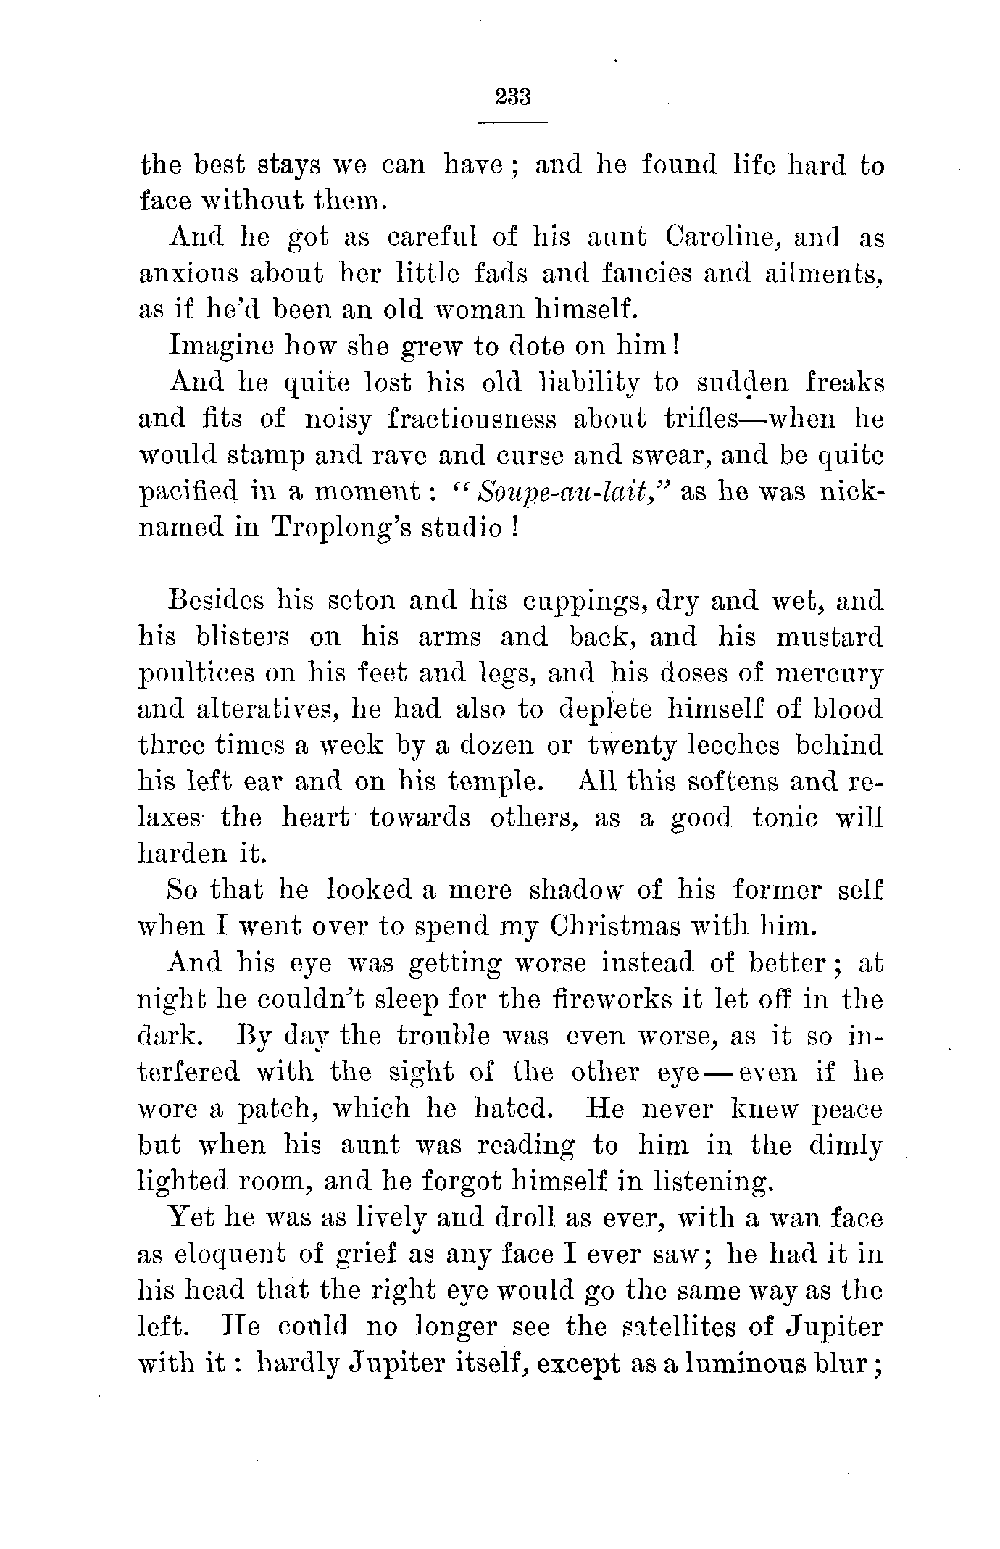 233
the best stays we can have ; and he found life hard to
face without them.
And he got as careful of his aunt Caroline, and as
anxious about her little fads and fancies and ailments,
as if he'd been an old woman himself.
Imagine how she grew to dote on him!
And he quite lost his old liability to sudden freaks
and fits of noisy fractiousness about trifles—when he
would stamp and rave and curse and swear, and be quite
pacified in a moment : “ Soupe-au-lait,” as he was nick-
named in Troplong's studio !
Besides his seton and his cuppings, dry and wet, and
his blisters on his arms and back, and his mustard
poultices on his feet and legs, and his doses of mercury
and alteratives, he had also to deplete himself of blood
three times a week by a dozen or twenty leeches behind
his left ear and on his temple. All this softens and re-
laxes the heart towards others, as a good tonic will
harden it.
So that he looked a mere shadow of his former self
when I went over to spend my Christmas with him.
And his eye was getting worse instead of better ; at
night he couldn't sleep for the fireworks it let off in the
dark. By day the trouble was even worse, as it so in-
terfered with the sight of the other eye—even if he
wore a patch, which he hated. He never knew peace
but when his aunt was reading to him in the dimly
lighted room, and he forgot himself in listening.
Yet he was as lively and droll as ever, with a wan face
as eloquent of grief as any face I ever saw; he had it in
his head that the right eye would go the same way as the
left. He could no longer see the satellites of Jupiter
with it : hardly Jupiter itself, except as a luminous blur ;